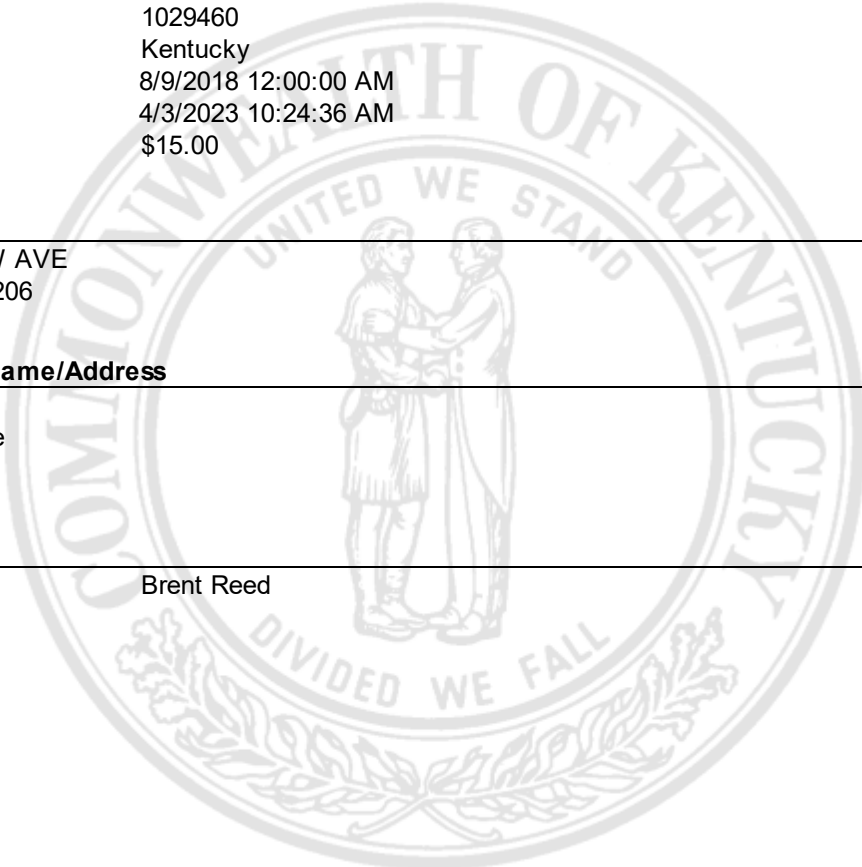 1029460
Kentucky
8/9/2018 12:00:00 AM
4/3/2023 10:24:36 AM
$15.00
COMMONWEALTH OF KENTUCKY
UNITED WE STAND
AVE
206
ame/Address
e
Brent Reed
DIVIDED WE FALL